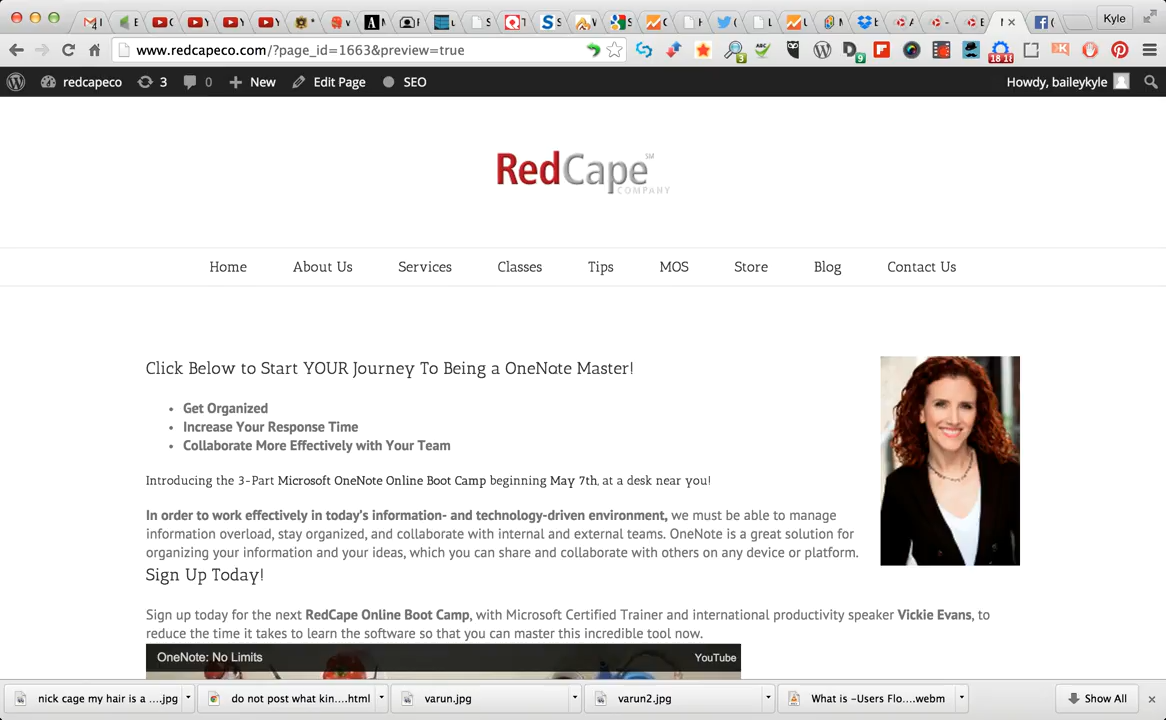 Kyle
www.redcapeco.com/?page_id=1663&preview=true
redcapeco 3 0 New Edit Page SEO Howdy, baileykyle
RedCape SM
COMPANY
Home About Us Services Classes Tips MOS Store Blog Contact Us
Click Below to Start YOUR Journey To Being a OneNote Master!
• Get Organized
• Increase Your Response Time
• Collaborate More Effectively with Your Team
Introducing the 3-Part Microsoft OneNote Online Boot Camp beginning May 7th, at a desk near you!
In order to work effectively in today's information- and technology-driven environment, we must be able to manage
information overload, stay organized, and collaborate with internal and external teams. OneNote is a great solution for
organizing your information and your ideas, which you can share and collaborate with others on any device or platform.
Sign Up Today!
Sign up today for the next RedCape Online Boot Camp, with Microsoft Certified Trainer and international productivity speaker Vickie Evans, to
reduce the time it takes to learn the software so that you can master this incredible tool now.
OneNote: No Limits YouTube
nick cage my hair is a ....jpg do not post what kin....html varun.jpg varun2.jpg What is -Users Flo....webm Show All